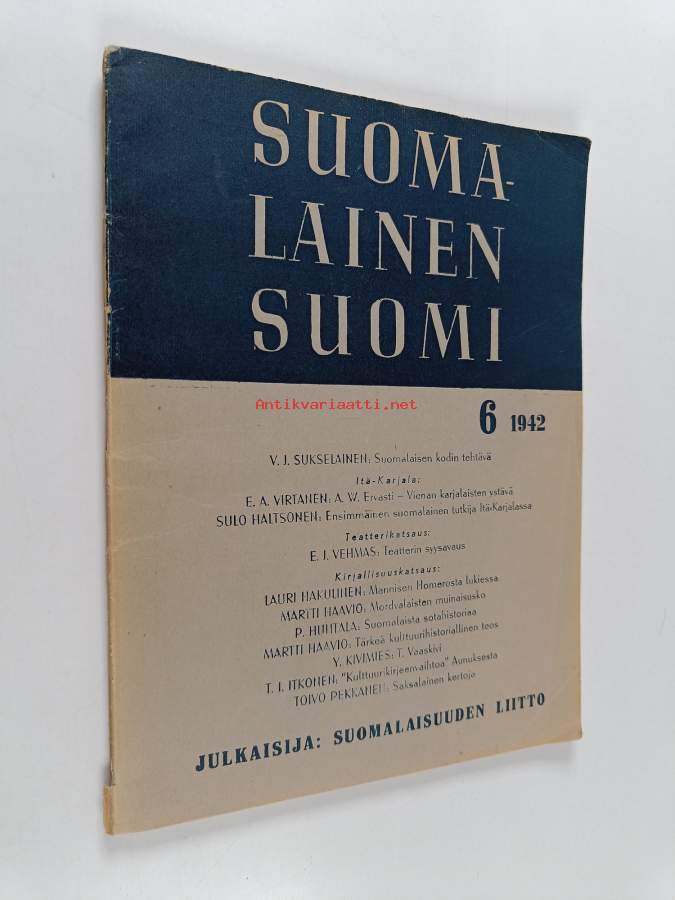 SUOMA-
LAINEN
SUOMI
Antikvariaatti.net
6 1942
V. J. SUKSELAINEN: Suomalaisen kodin tehtävä
Itä-Karjala:
E. A. VIRTANEN: A. W. Ervasti – Vienan karjalaisten ystävä
SULO HALTSONEN: Ensimmäinen suomalainen tutkija Itä-Karjalassa
Teatterikatsaus:
E. J. VEHMAS: Teatterin syysavaus
Kirjallisuuskatsaus:
LAURI HAKULINEN: Mannisen Homerosta lukiessa
MARTTI HAAVIO: Mordvalaisten muinaisusko
P. HUHTALA: Suomalaista sotahistoriaa
MARTTI HAAVIO: Tärkeä kulttuurihistoriallinen teos
Y. KIVIMIES: T. Vaaskivi
T. I. ITKONEN: "Kulttuurikirjeenvaihtoa" Aunuksesta
TOIVO PEKKANEN: Saksalainen kertoja
JULKAISIJA: SUOMALAISUUDEN LIITTO